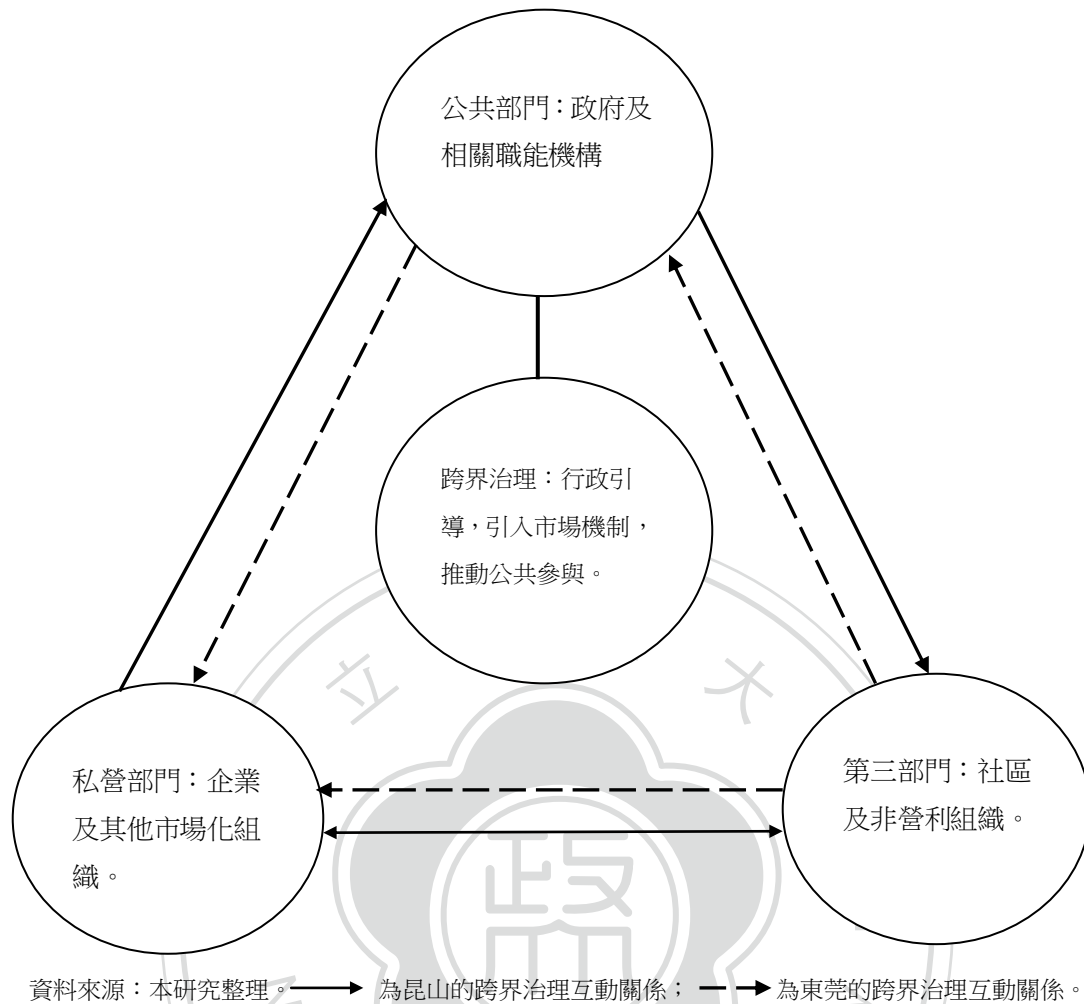 公共部門：政府及
相關職能機構
跨界治理：行政引
導，引入市場機制，
推動公共參與。
立
大
私營部門：企業
及其他市場化組
織。
第三部門：社區
及非營利組織。
政
資料來源：本研究整理。 為昆山的跨界治理互動關係； 為東莞的跨界治理互動關係。